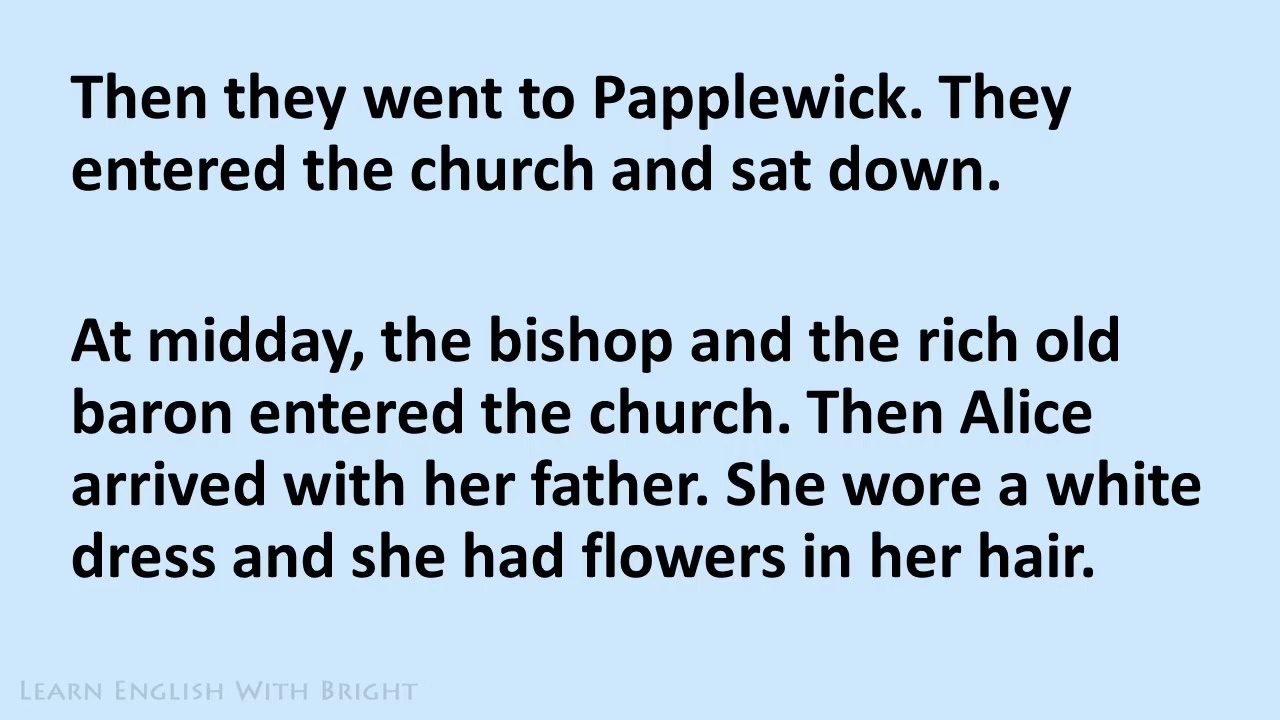 Then they went to Papplewick. They
entered the church and sat down.
At midday, the bishop and the rich old
baron entered the church. Then Alice
arrived with her father. She wore a white
dress and she had flowers in her hair.
Learn English With Bright